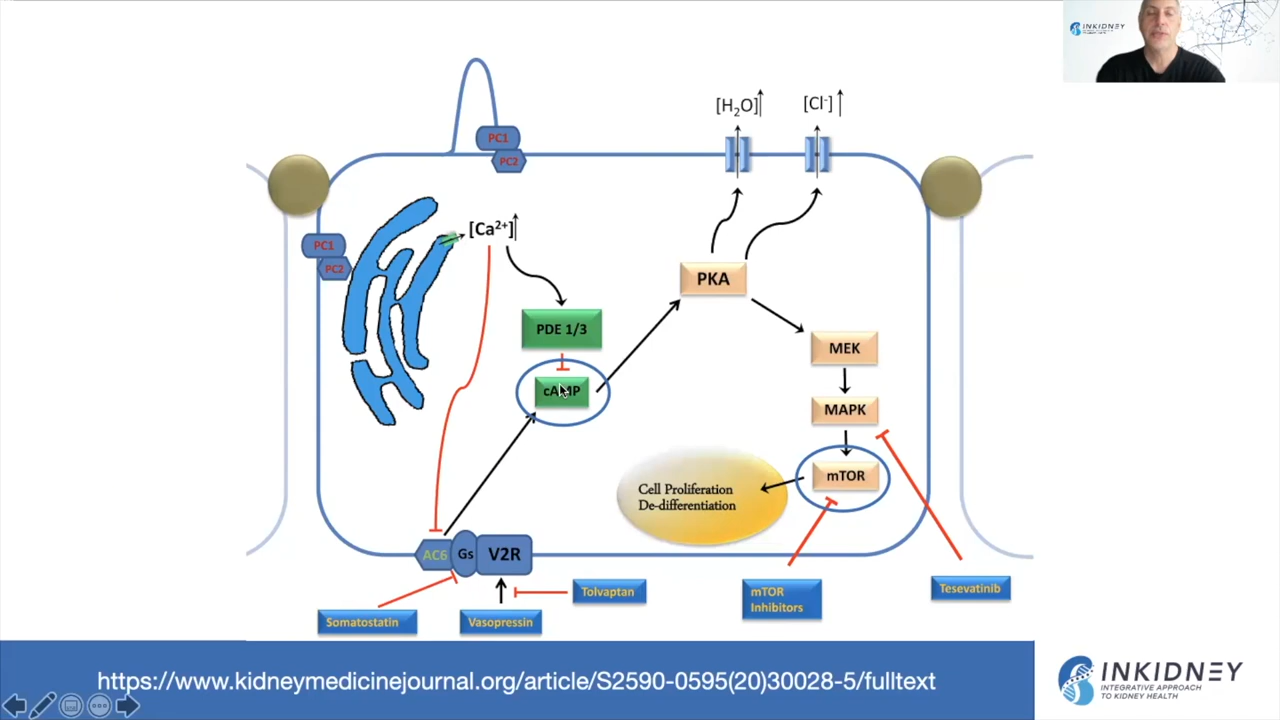 INKIDNEY
[H₂O]↑
[Cl⁻]↑
PC1
PC2
[Ca²⁺]↑
PC1
PC2
PKA
PDE 1/3
MEK
cAMP
MAPK
mTOR
Cell Proliferation
De-differentiation
AC6
Gs
V2R
Tolvaptan
mTOR
Inhibitors
Tesevatinib
Somatostatin
Vasopressin
https://www.kidneymedicinejournal.org/article/S2590-0595(20)30028-5/fulltext
INKIDNEY
INTEGRATIVE APPROACH
TO KIDNEY HEALTH